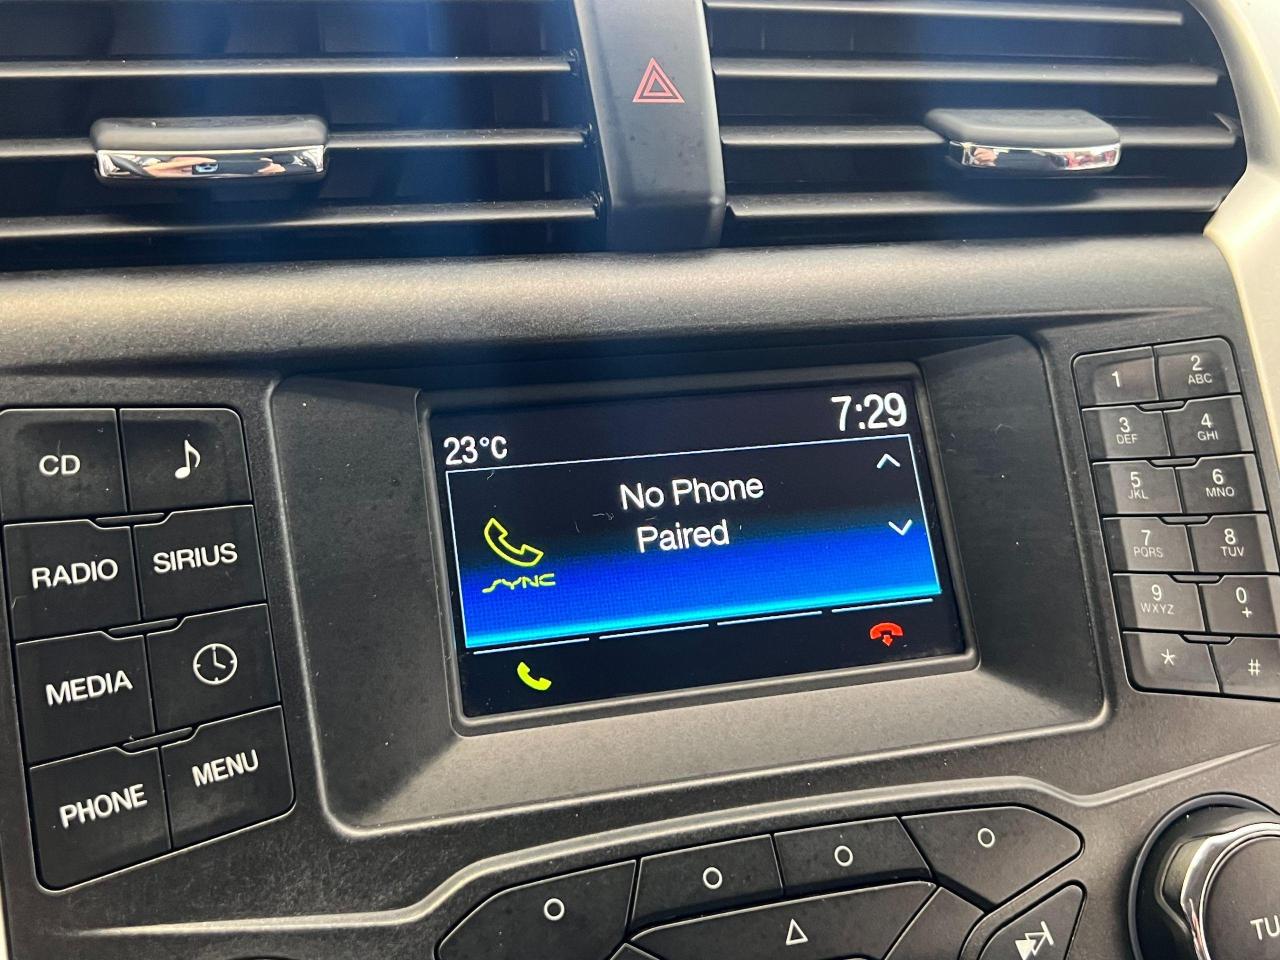 23°C
7:29
No Phone
Paired
SYNC
CD
RADIO
SIRIUS
MEDIA
PHONE
MENU
1
2
ABC
3
DEF
4
GHI
5
JKL
6
MNO
7
PQRS
8
TUV
9
WXYZ
0
+
*
#
TU